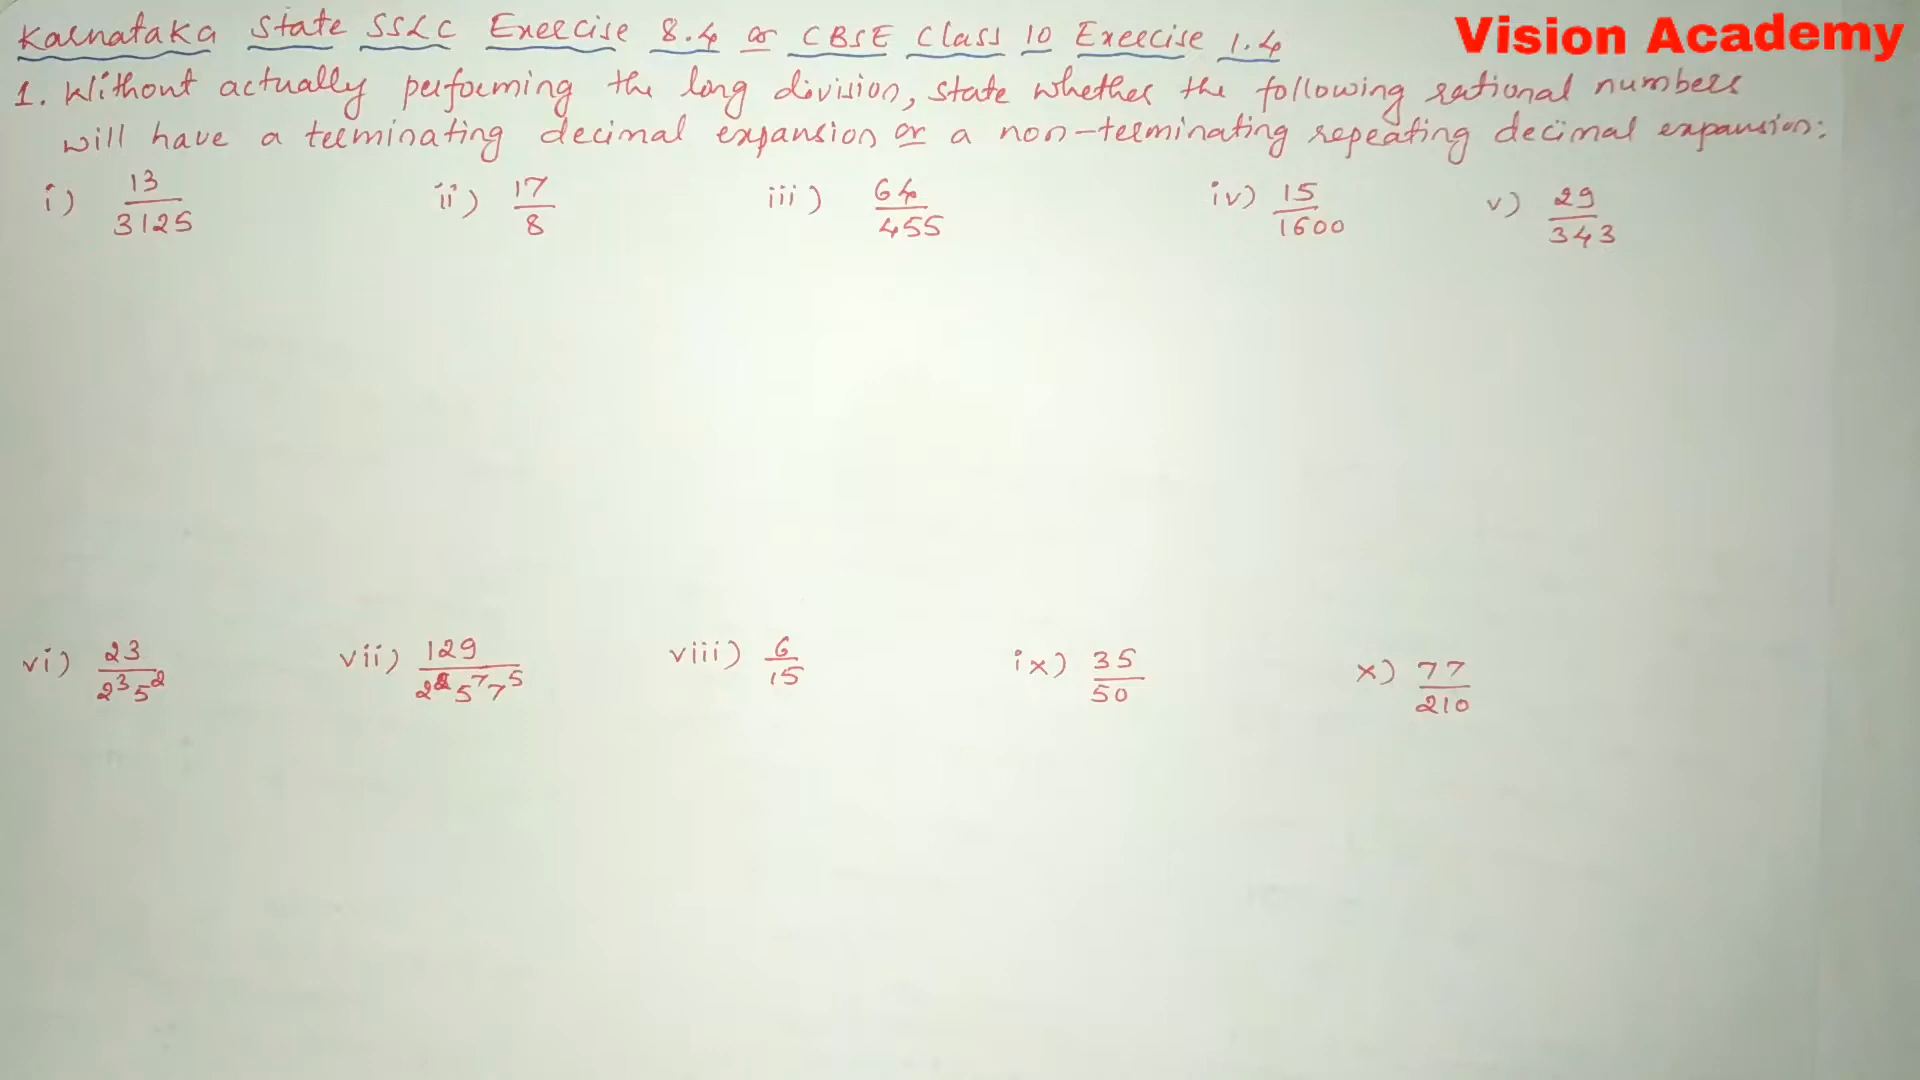 Karnataka State SSLC Exercise 8.4 or CBSE Class 10 Exercise 1.4
Vision Academy
1. Without actually performing the long division, state whether the following rational numbers
will have a terminating decimal expansion or a non-terminating repeating decimal expansion:
i) 13/3125 ii) 17/8 iii) 64/455 iv) 15/1600 v) 29/343
vi) 23/2³5² vii) 129/2²5⁷7⁵ viii) 6/15 ix) 35/50 x) 77/210